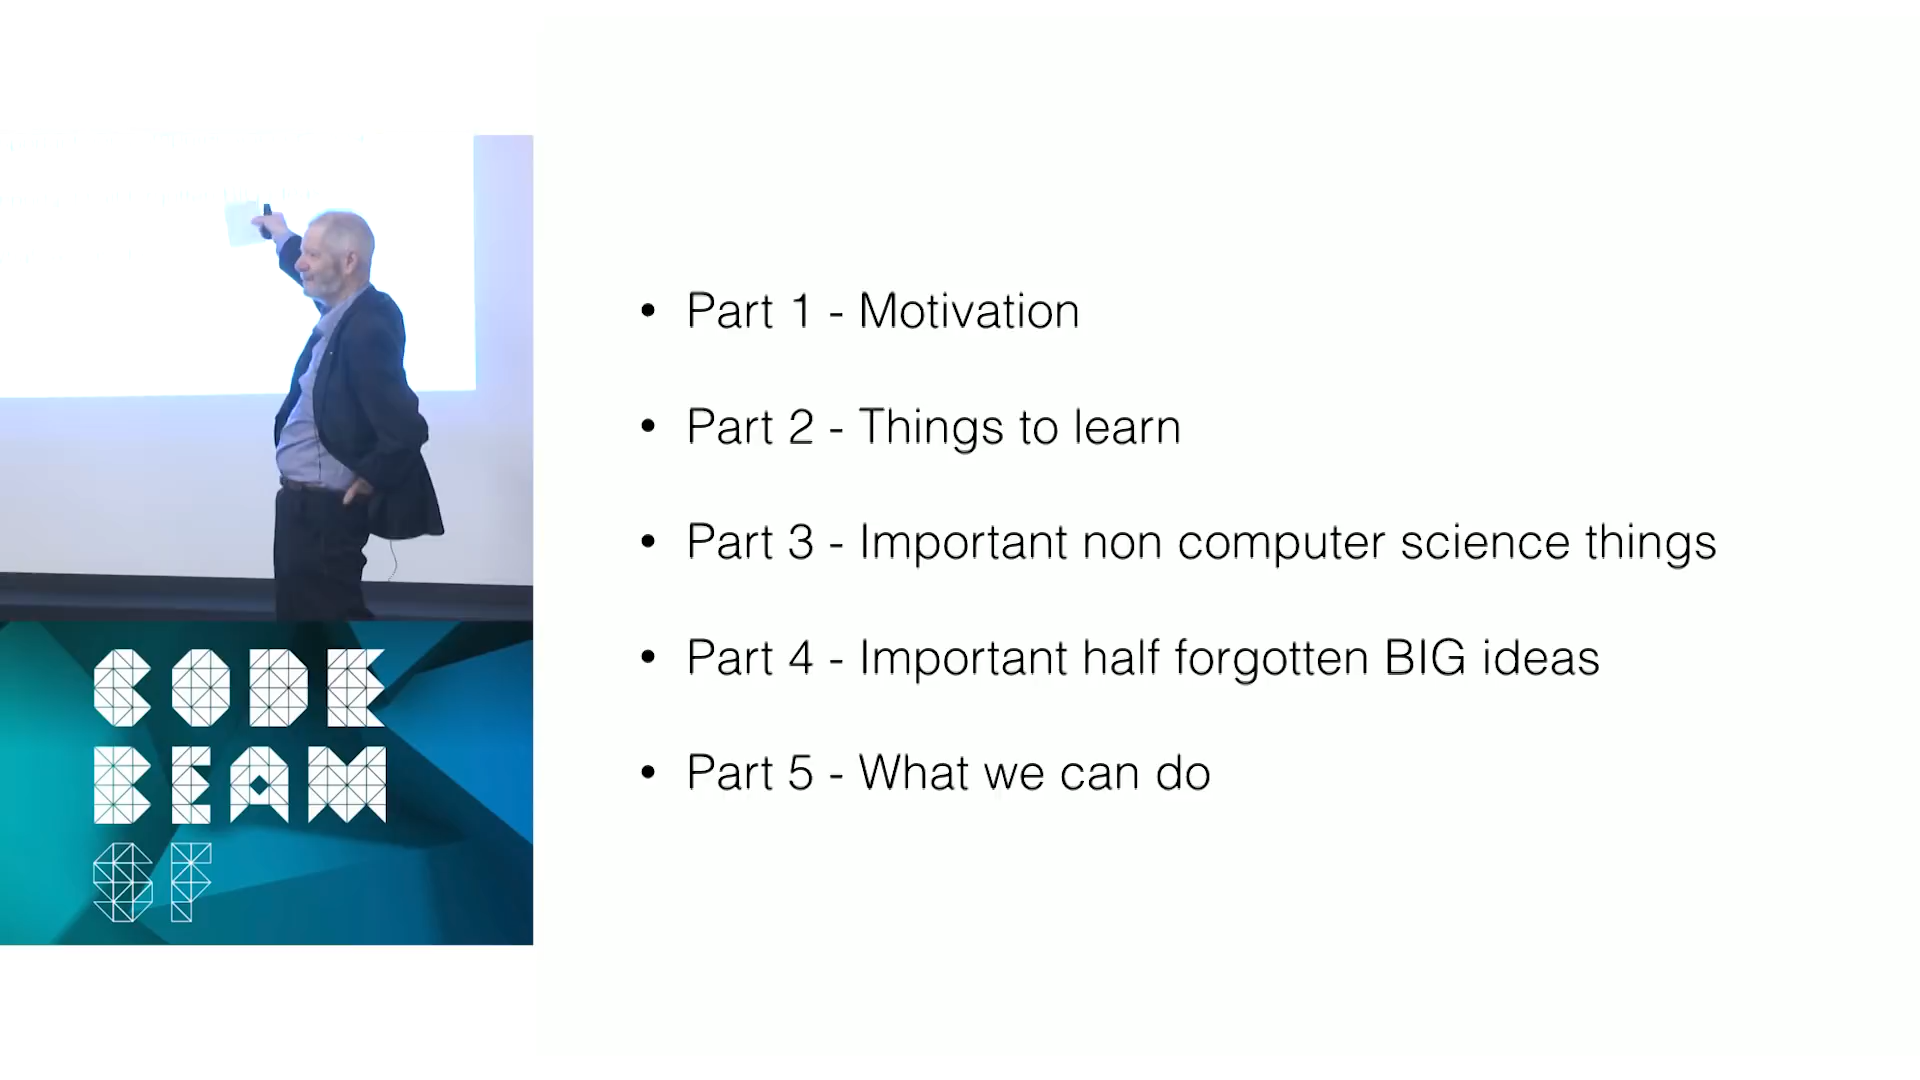 • Part 1 - Motivation
• Part 2 - Things to learn
• Part 3 - Important non computer science things
• Part 4 - Important half forgotten BIG ideas
• Part 5 - What we can do
CODE
BEAM
SF